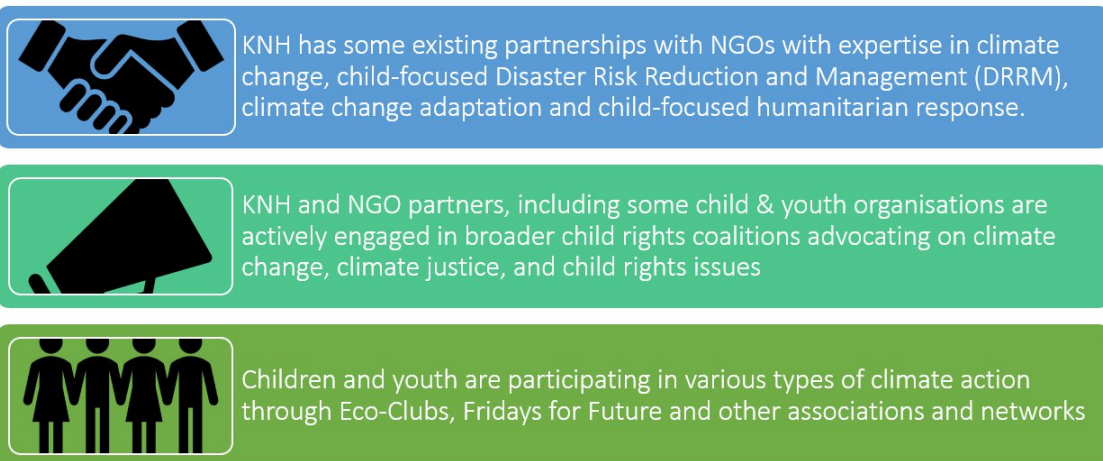 KNH has some existing partnerships with NGOs with expertise in climate
change, child-focused Disaster Risk Reduction and Management (DRRM),
climate change adaptation and child-focused humanitarian response.
KNH and NGO partners, including some child & youth organisations are
actively engaged in broader child rights coalitions advocating on climate
change, climate justice, and child rights issues
Children and youth are participating in various types of climate action
through Eco-Clubs, Fridays for Future and other associations and networks